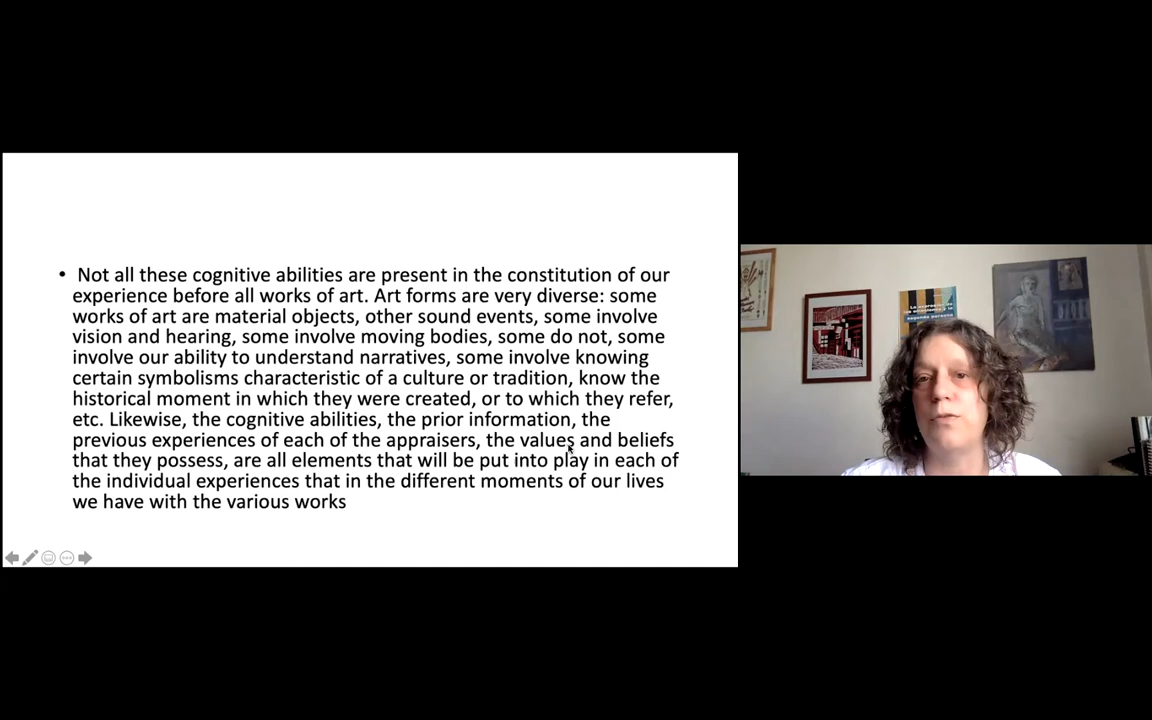 • Not all these cognitive abilities are present in the constitution of our
experience before all works of art. Art forms are very diverse: some
works of art are material objects, other sound events, some involve
vision and hearing, some involve moving bodies, some do not, some
involve our ability to understand narratives, some involve knowing
certain symbolisms characteristic of a culture or tradition, know the
historical moment in which they were created, or to which they refer,
etc. Likewise, the cognitive abilities, the prior information, the
previous experiences of each of the appraisers, the values and beliefs
that they possess, are all elements that will be put into play in each of
the individual experiences that in the different moments of our lives
we have with the various works
segunda persona